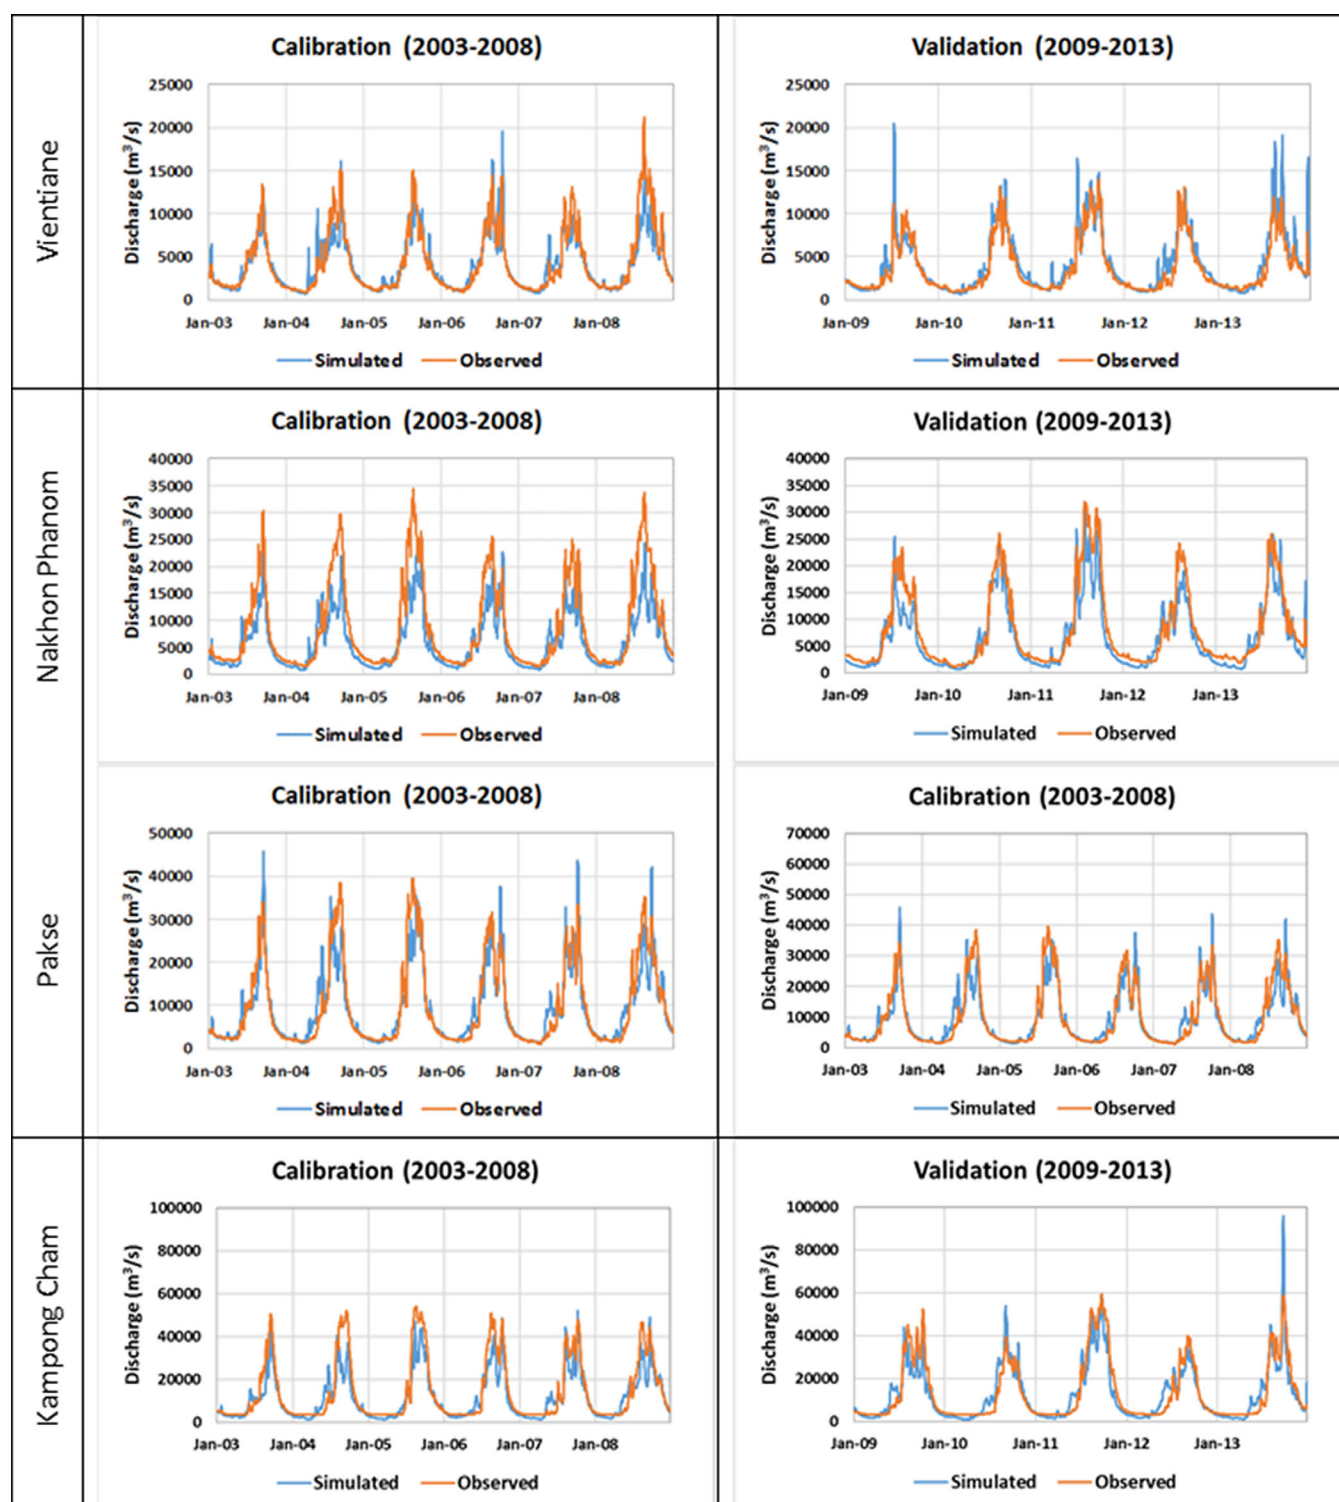 Vientiane
Calibration (2003-2008)
Discharge (m³/s)
25000
20000
15000
10000
5000
0
Jan-03 Jan-04 Jan-05 Jan-06 Jan-07 Jan-08
Simulated Observed
Validation (2009-2013)
Discharge (m³/s)
25000
20000
15000
10000
5000
0
Jan-09 Jan-10 Jan-11 Jan-12 Jan-13
Simulated Observed
Nakhon Phanom
Calibration (2003-2008)
Discharge (m³/s)
40000
35000
30000
25000
20000
15000
10000
5000
0
Jan-03 Jan-04 Jan-05 Jan-06 Jan-07 Jan-08
Simulated Observed
Validation (2009-2013)
Discharge (m³/s)
40000
35000
30000
25000
20000
15000
10000
5000
0
Jan-09 Jan-10 Jan-11 Jan-12 Jan-13
Simulated Observed
Pakse
Calibration (2003-2008)
Discharge (m³/s)
50000
40000
30000
20000
10000
0
Jan-03 Jan-04 Jan-05 Jan-06 Jan-07 Jan-08
Simulated Observed
Calibration (2003-2008)
Discharge (m³/s)
70000
60000
50000
40000
30000
20000
10000
0
Jan-03 Jan-04 Jan-05 Jan-06 Jan-07 Jan-08
Simulated Observed
Kampong Cham
Calibration (2003-2008)
Discharge (m³/s)
100000
80000
60000
40000
20000
0
Jan-03 Jan-04 Jan-05 Jan-06 Jan-07 Jan-08
Simulated Observed
Validation (2009-2013)
Discharge (m³/s)
100000
80000
60000
40000
20000
0
Jan-09 Jan-10 Jan-11 Jan-12 Jan-13
Simulated Observed